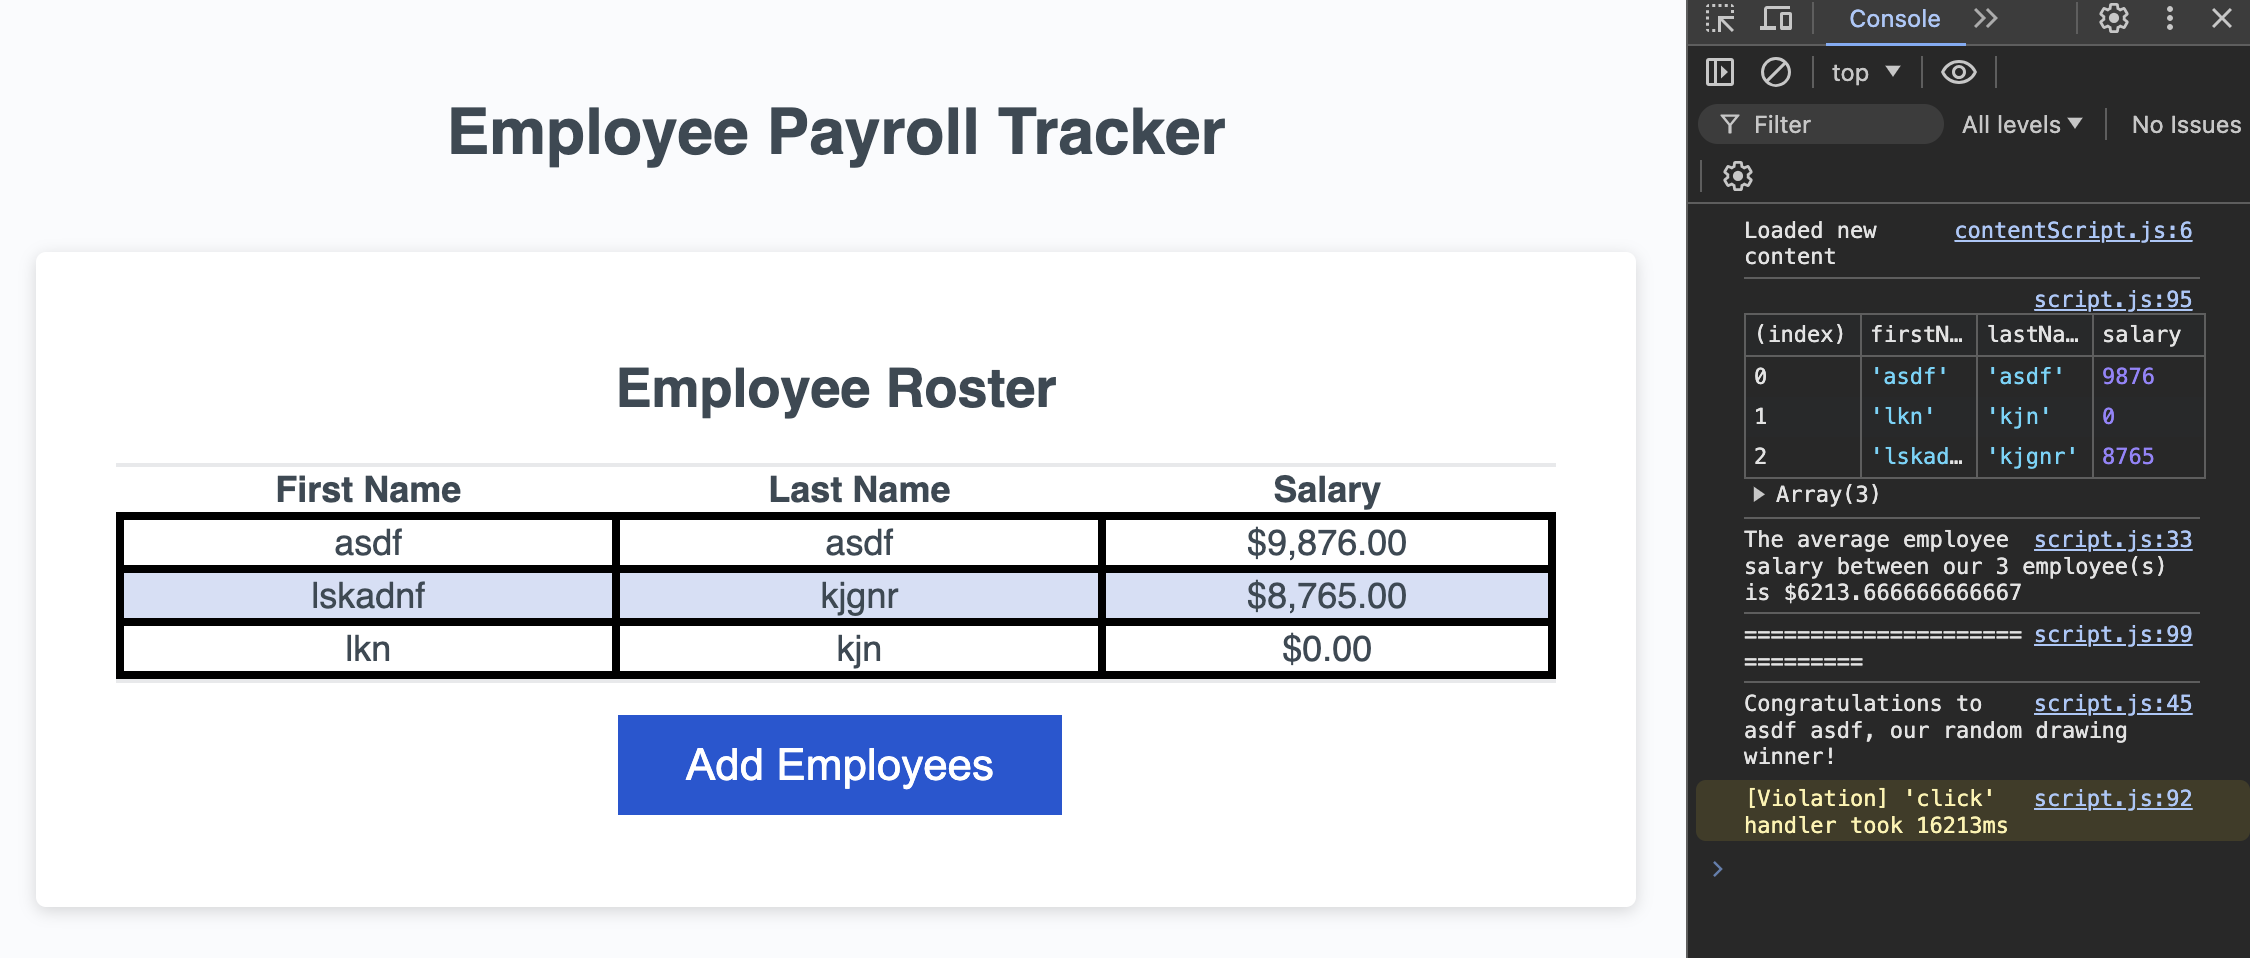 Employee Payroll Tracker
Employee Roster
First Name Last Name Salary
asdf asdf $9,876.00
lskadnf kjgnr $8,765.00
lkn kjn $0.00
Add Employees
Console
top
Filter All levels No Issues
Loaded new contentScript.js:6
content
script.js:95
(index) firstN… lastNa… salary
0 'asdf' 'asdf' 9876
1 'lkn' 'kjn' 0
2 'lskad… 'kjgnr' 8765
Array(3)
The average employee script.js:33
salary between our 3 employee(s)
is $6213.666666666667
===================== script.js:99
=========
Congratulations to script.js:45
asdf asdf, our random drawing
winner!
[Violation] 'click' script.js:92
handler took 16213ms